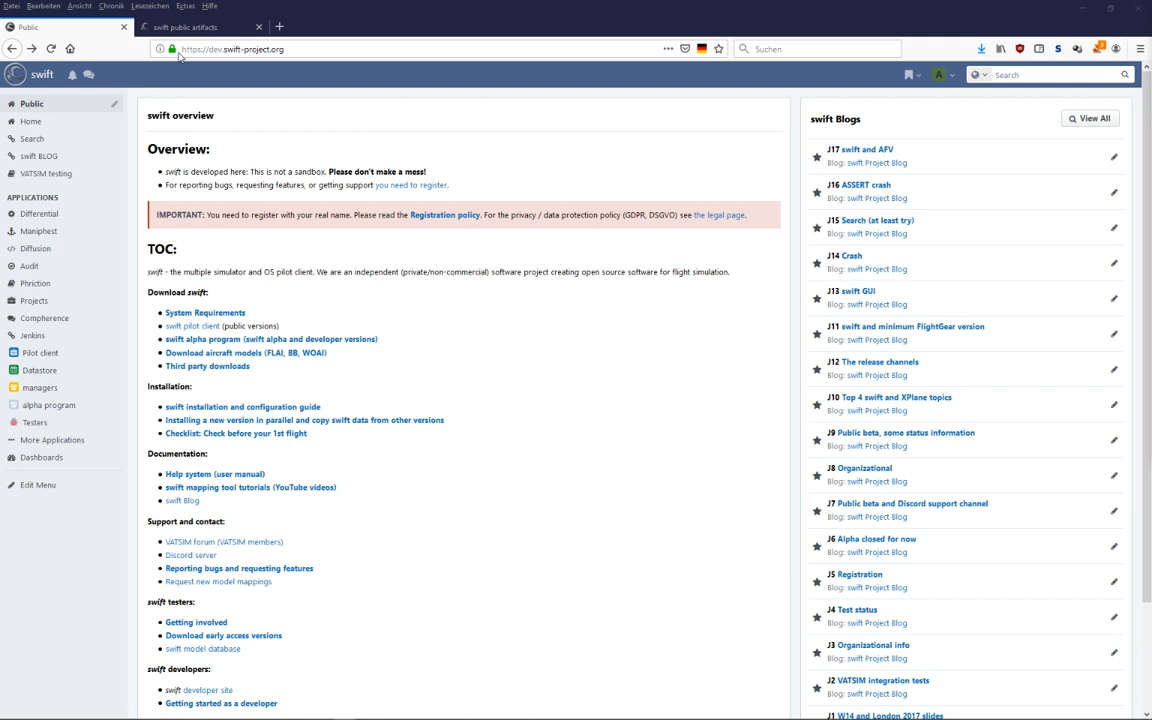 Datei Bearbeiten Ansicht Chronik Lesezeichen Extras Hilfe
Public
swift public artifacts
https://dev.swift-project.org
Suchen
swift
A
Search
Public
Home
Search
swift BLOG
VATSIM testing
APPLICATIONS
Differential
Maniphest
Diffusion
Audit
Phriction
Projects
Compherence
Jenkins
Pilot client
Datastore
managers
alpha program
Testers
More Applications
Dashboards
Edit Menu
swift overview
Overview:
swift is developed here: This is not a sandbox. Please don't make a mess!
For reporting bugs, requesting features, or getting support you need to register.
IMPORTANT: You need to register with your real name. Please read the Registration policy. For the privacy / data protection policy (GDPR, DSGVO) see the legal page.
TOC:
swift - the multiple simulator and OS pilot client. We are an independent (private/non-commercial) software project creating open source software for flight simulation.
Download swift:
System Requirements
swift pilot client (public versions)
swift alpha program (swift alpha and developer versions)
Download aircraft models (FLAI, BB, WOAI)
Third party downloads
Installation:
swift installation and configuration guide
Installing a new version in parallel and copy swift data from other versions
Checklist: Check before your 1st flight
Documentation:
Help system (user manual)
swift mapping tool tutorials (YouTube videos)
swift Blog
Support and contact:
VATSIM forum (VATSIM members)
Discord server
Reporting bugs and requesting features
Request new model mappings
swift testers:
Getting involved
Download early access versions
swift model database
swift developers:
swift developer site
Getting started as a developer
swift Blogs
View All
J17 swift and AFV
Blog: swift Project Blog
J16 ASSERT crash
Blog: swift Project Blog
J15 Search (at least try)
Blog: swift Project Blog
J14 Crash
Blog: swift Project Blog
J13 swift GUI
Blog: swift Project Blog
J11 swift and minimum FlightGear version
Blog: swift Project Blog
J12 The release channels
Blog: swift Project Blog
J10 Top 4 swift and XPlane topics
Blog: swift Project Blog
J9 Public beta, some status information
Blog: swift Project Blog
J8 Organizational
Blog: swift Project Blog
J7 Public beta and Discord support channel
Blog: swift Project Blog
J6 Alpha closed for now
Blog: swift Project Blog
J5 Registration
Blog: swift Project Blog
J4 Test status
Blog: swift Project Blog
J3 Organizational info
Blog: swift Project Blog
J2 VATSIM integration tests
Blog: swift Project Blog
J1 W14 and London 2017 slides